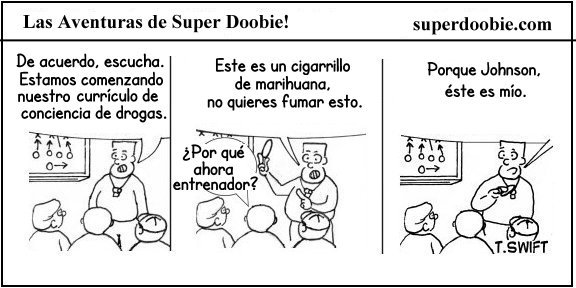 Las Aventuras de Super Doobie!
superdoobie.com
De acuerdo, escucha.
Estamos comenzando
nuestro currículo de
conciencia de drogas.
Este es un cigarrillo
de marihuana,
no quieres fumar esto.
¿Por qué
ahora
entrenador?
Porque Johnson,
éste es mío.
T.SWIFT